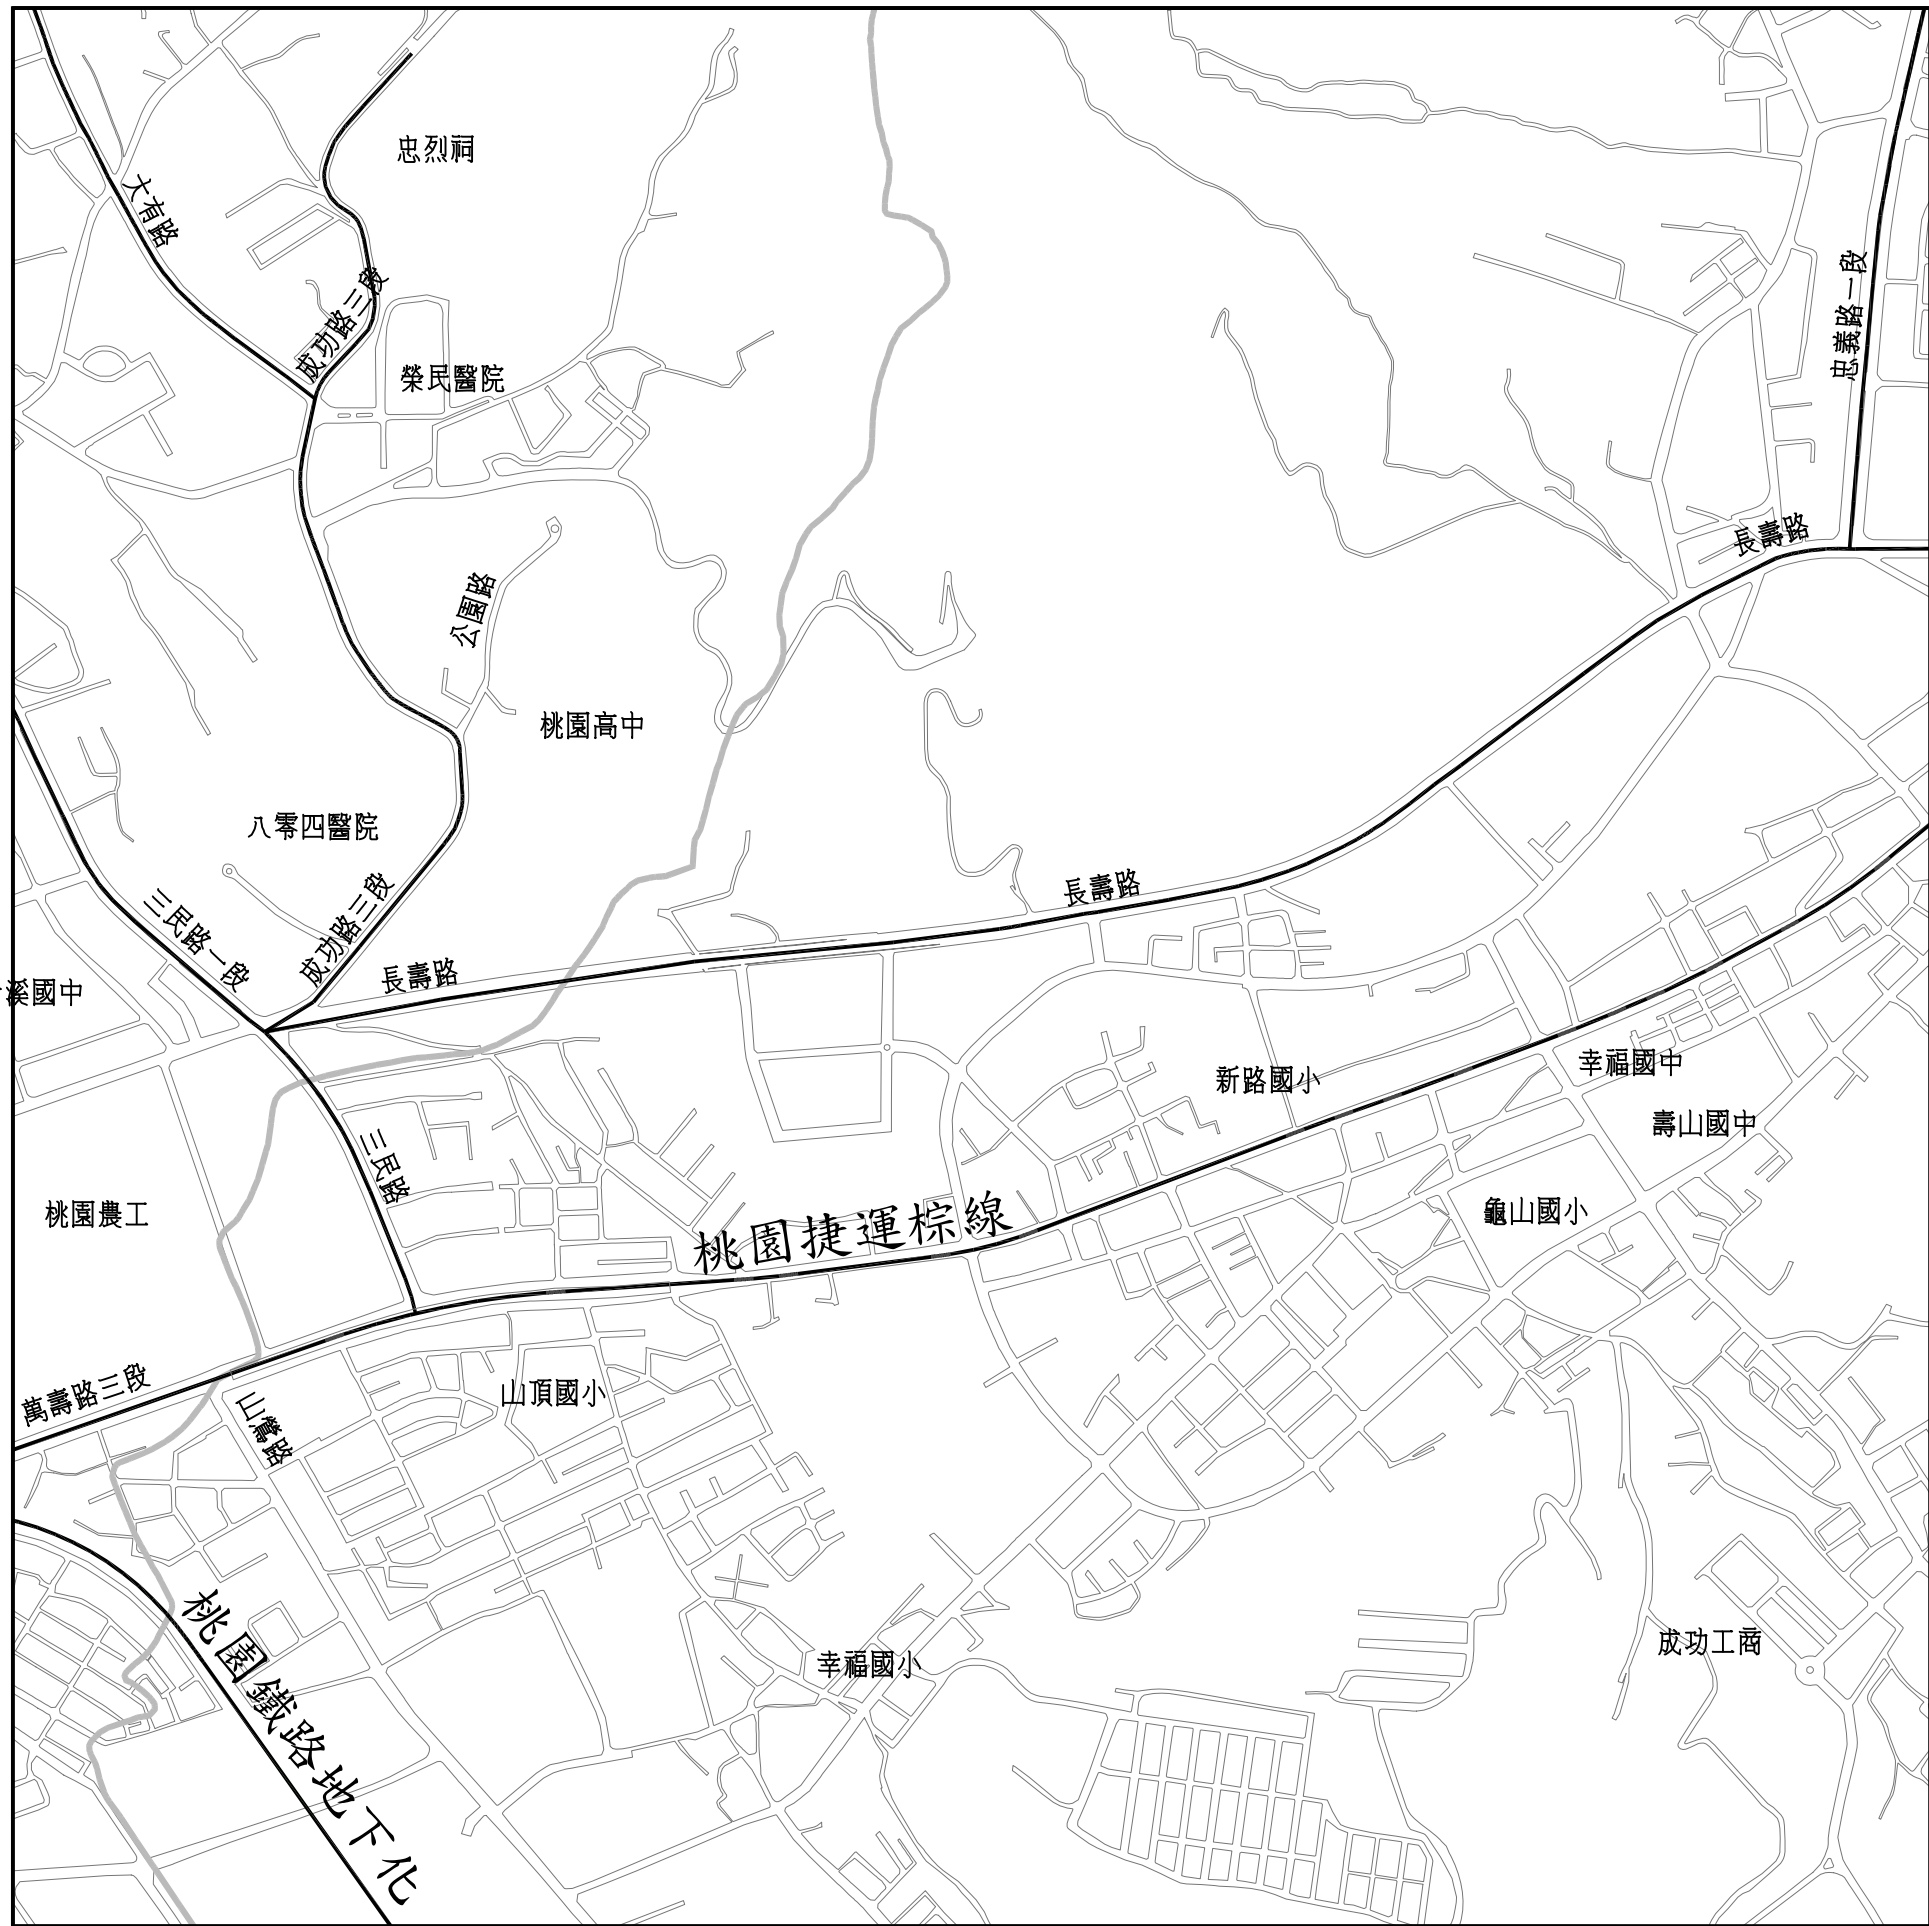 忠烈祠
大有路
成功路三段
忠義路一段
榮民醫院
長壽路
公園路
桃園高中
八零四醫院
長壽路
三民路一段
成功路三段
長壽路
溪國中
新路國小
幸福國中
壽山國中
三民路
桃園農工
桃園捷運棕線
龜山國小
萬壽路三段
山鶯路
山頂國小
桃園鐵路地下化
幸福國小
成功工商